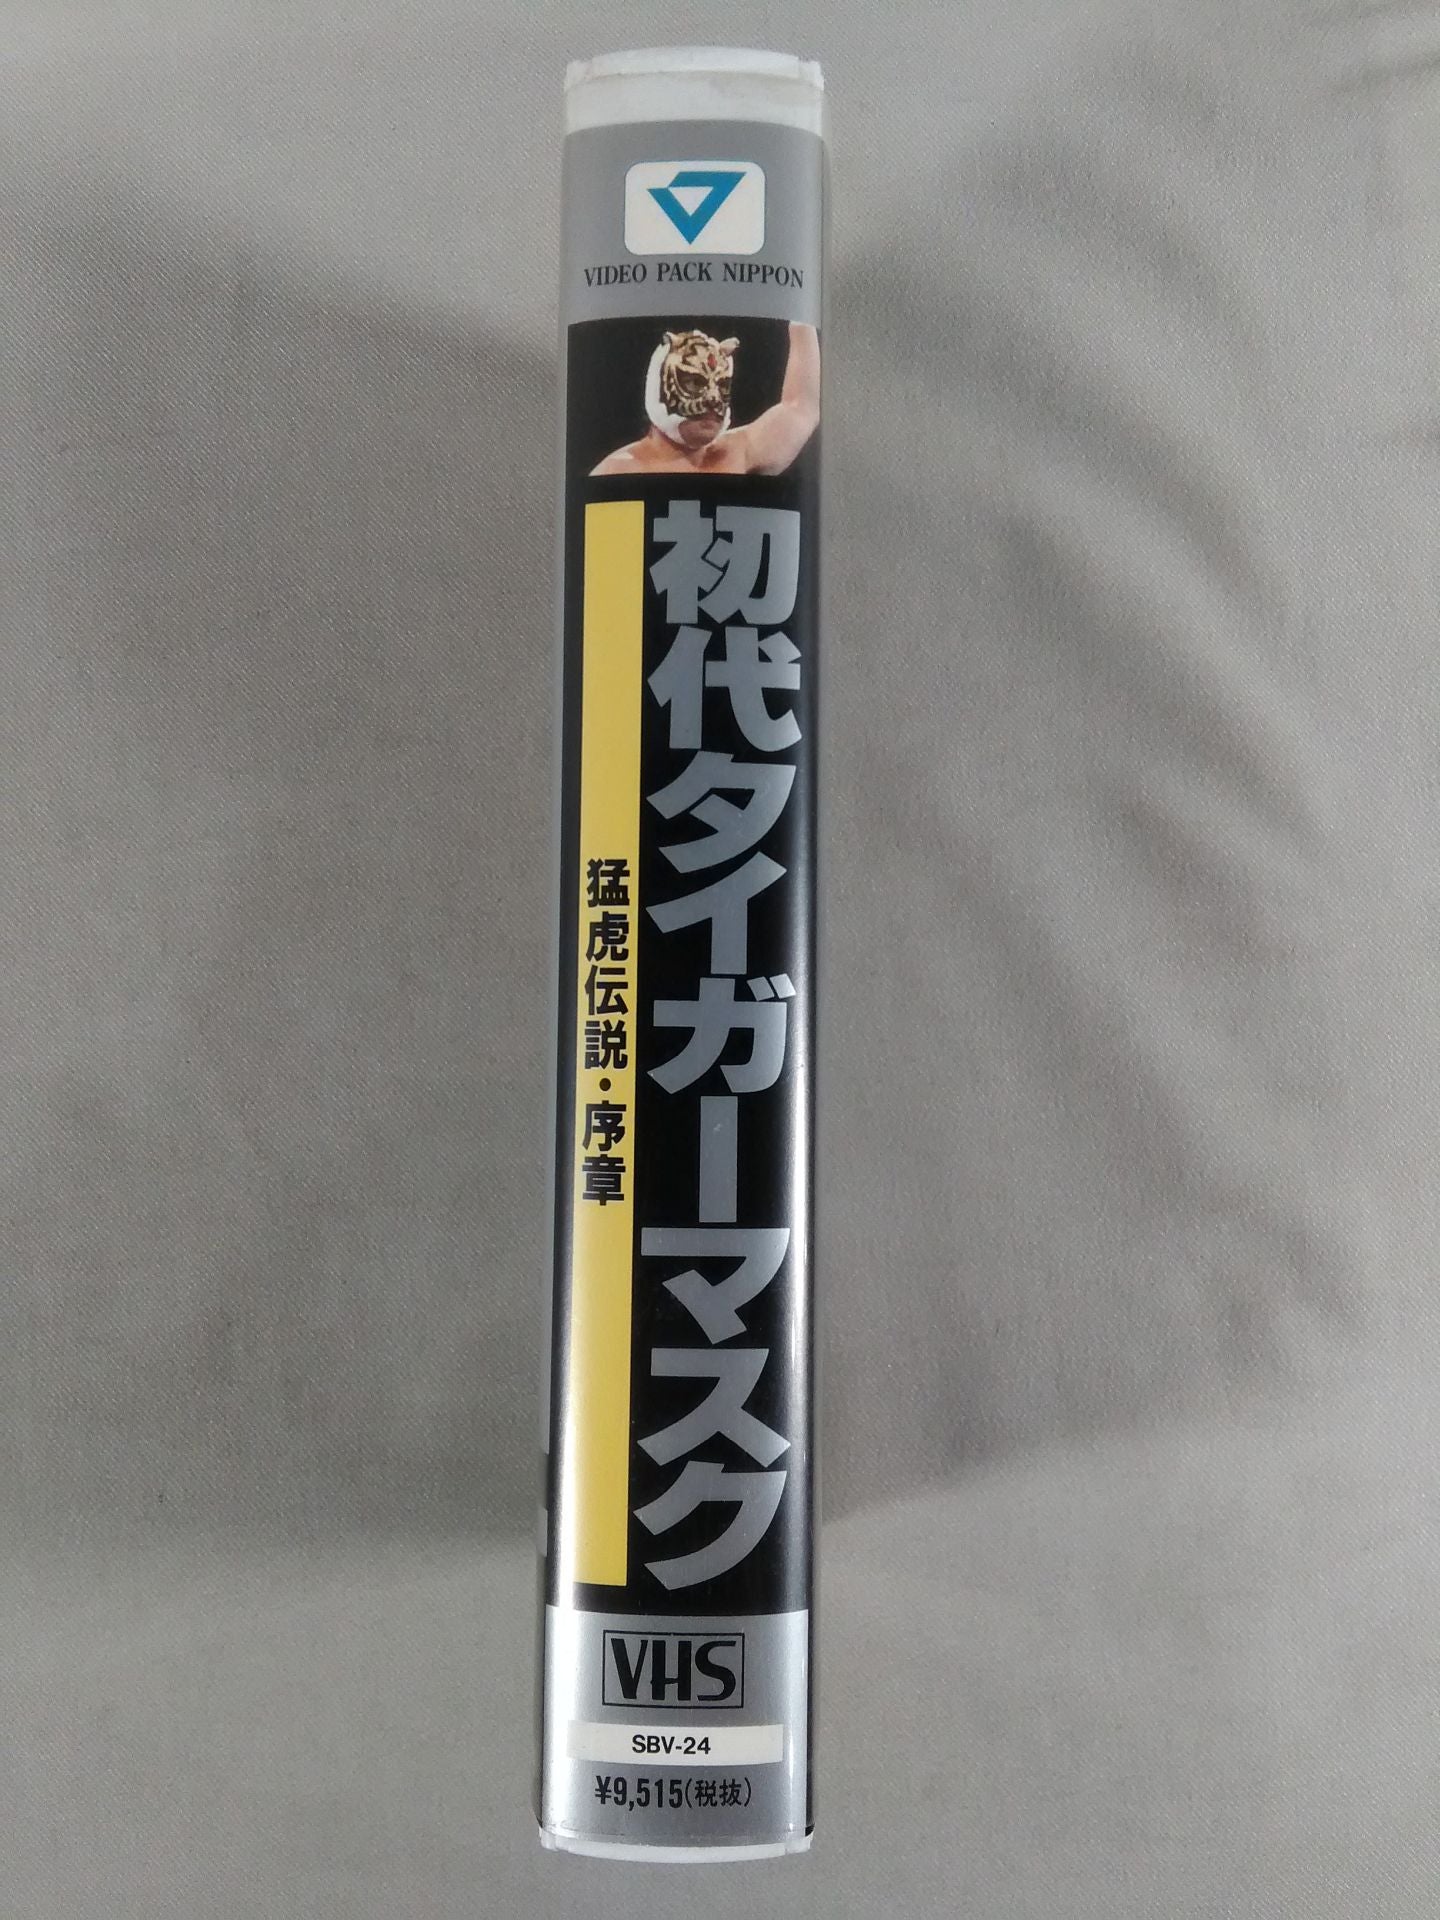 VIDEO PACK NIPPON
初代タイガーマスク
猛虎伝説・序章
VHS
SBV-24
¥9,515(税抜)